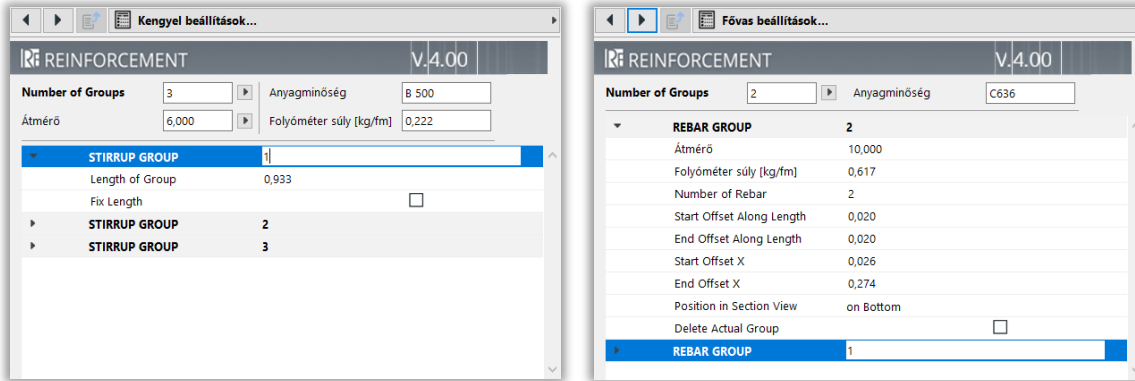 Kengyel beállítások...
REINFORCEMENT V.4.00
Number of Groups 3 Anyagminőség B 500
Átmérő 6,000 Folyóméter súly [kg/fm] 0,222
STIRRUP GROUP 1
Length of Group 0,933
Fix Length
STIRRUP GROUP 2
STIRRUP GROUP 3
Fővas beállítások...
REINFORCEMENT V.4.00
Number of Groups 2 Anyagminőség C636
REBAR GROUP 2
Átmérő 10,000
Folyóméter súly [kg/fm] 0,617
Number of Rebar 2
Start Offset Along Length 0,020
End Offset Along Length 0,020
Start Offset X 0,026
End Offset X 0,274
Position in Section View on Bottom
Delete Actual Group
REBAR GROUP 1